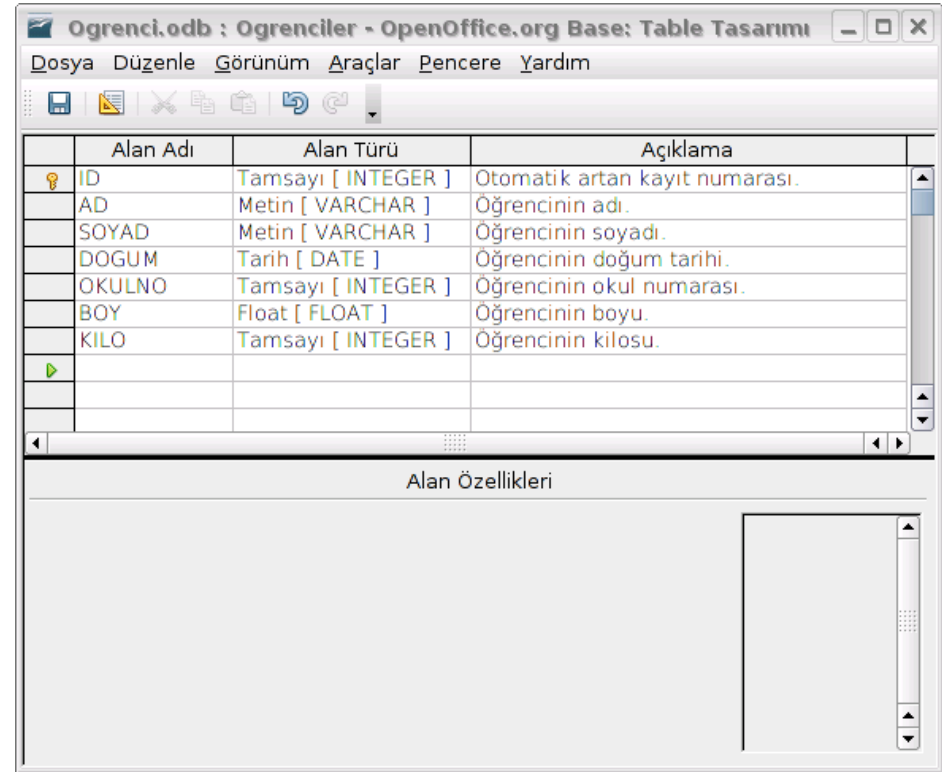 Ogrenci.odb : Ogrenciler - OpenOffice.org Base: Table Tasarımı
Dosya Düzenle Görünüm Araçlar Pencere Yardım
Alan Adı Alan Türü Açıklama
ID Tamsayı [ INTEGER ] Otomatik artan kayıt numarası.
AD Metin [ VARCHAR ] Öğrencinin adı.
SOYAD Metin [ VARCHAR ] Öğrencinin soyadı.
DOGUM Tarih [ DATE ] Öğrencinin doğum tarihi.
OKULNO Tamsayı [ INTEGER ] Öğrencinin okul numarası.
BOY Float [ FLOAT ] Öğrencinin boyu.
KILO Tamsayı [ INTEGER ] Öğrencinin kilosu.
Alan Özellikleri